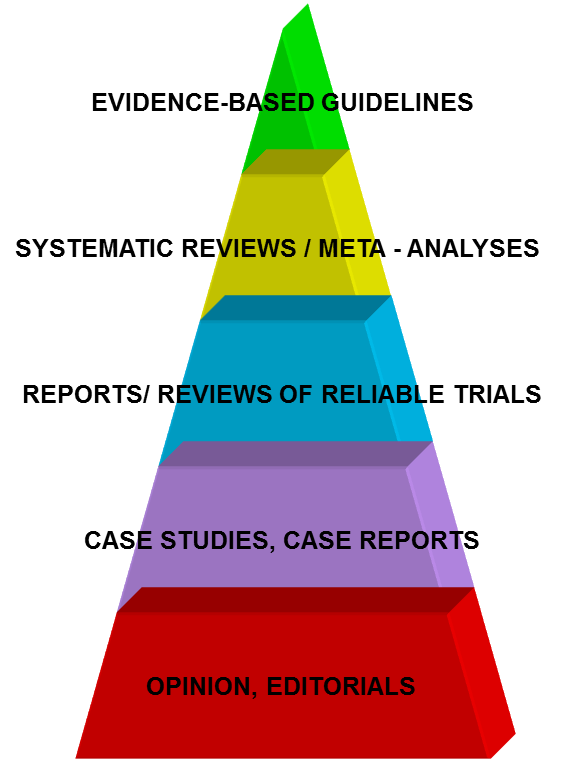 EVIDENCE-BASED GUIDELINES
SYSTEMATIC REVIEWS / META - ANALYSES
REPORTS/ REVIEWS OF RELIABLE TRIALS
CASE STUDIES, CASE REPORTS
OPINION, EDITORIALS